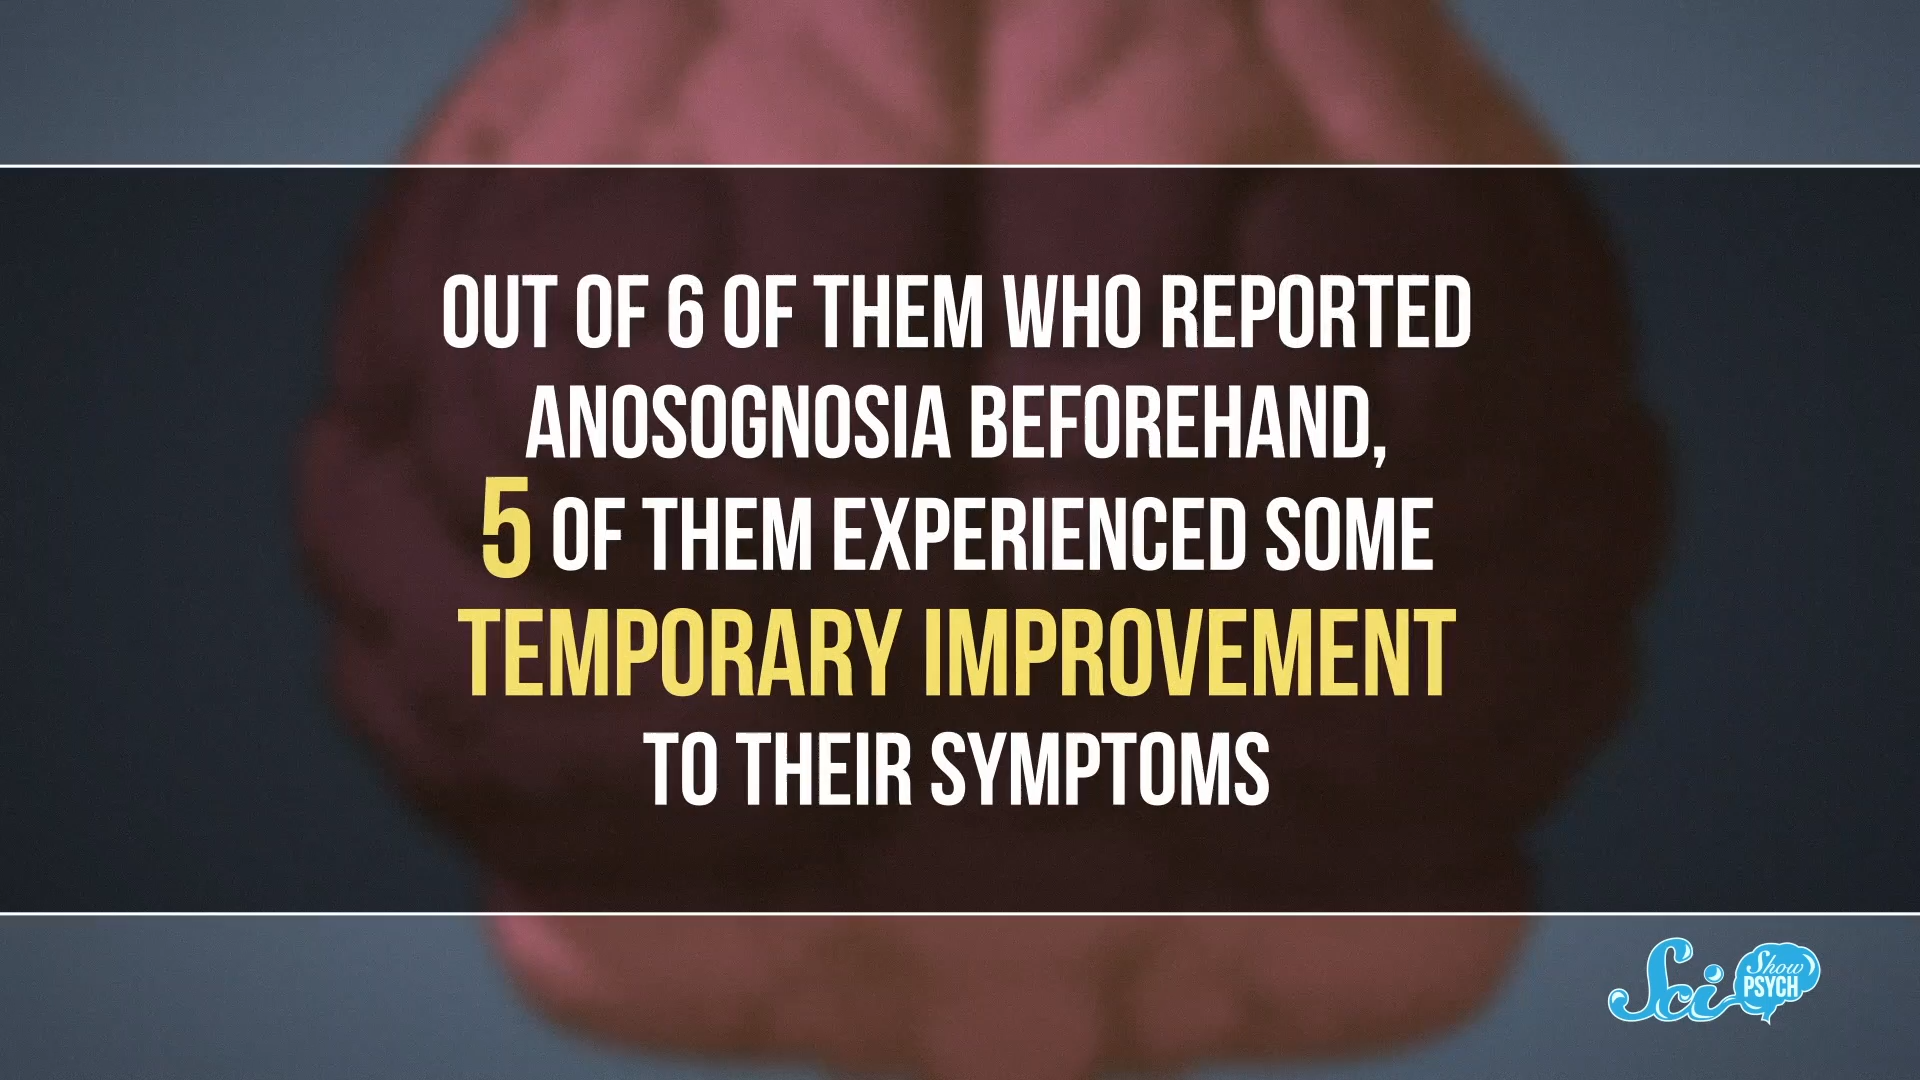 OUT OF 6 OF THEM WHO REPORTED
ANOSOGNOSIA BEFOREHAND,
5 OF THEM EXPERIENCED SOME
TEMPORARY IMPROVEMENT
TO THEIR SYMPTOMS
Sci Show
PSYCH